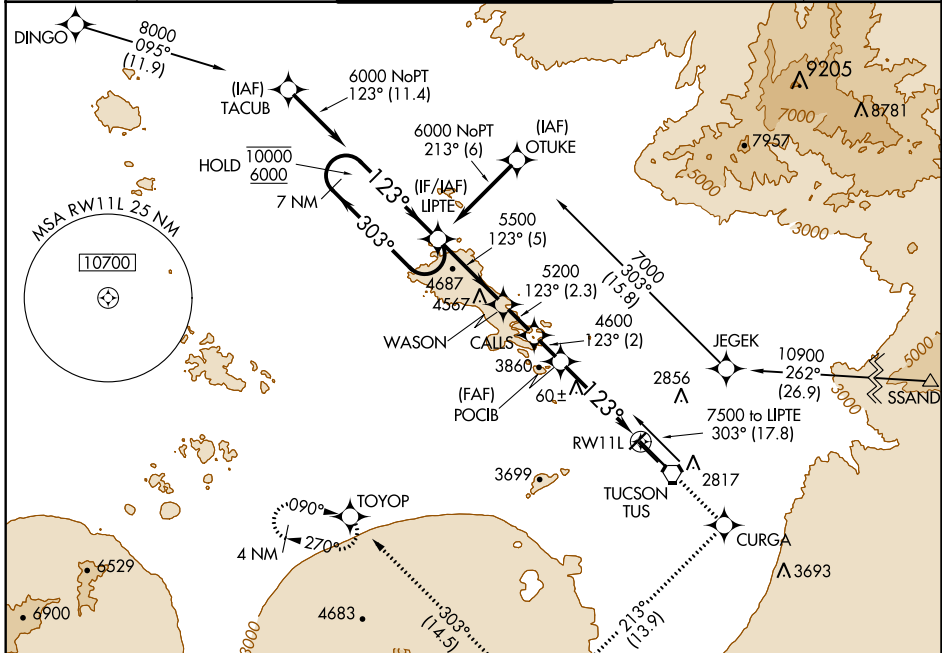 DINGO
8000
095°
(11.9)
(IAF)
TACUB
6000 NoPT
123° (11.4)
6000 NoPT
213° (6)
(IAF)
OTUKE
HOLD
10000
6000
7 NM
123°
303°
(IF/IAF)
LIPTE
5500
123° (5)
5200
123° (2.3)
4600
123° (2)
4687
4567
WASON
CALLS
3860
(FAF)
POCIB
60±
123°
MSA RW11L 25 NM
10700
9205
8781
7000
7957
5000
3000
7000
303°
(15.8)
JEGEK
10900
262°
(26.9)
5000
SSAND
3000
2856
7500 to LIPTE
303° (17.8)
RW11L
2817
TUCSON
TUS
3699
TOYOP
090°
270°
4 NM
CURGA
3693
6529
6900
4683
3000
303°
(14.5)
213°
(13.9)